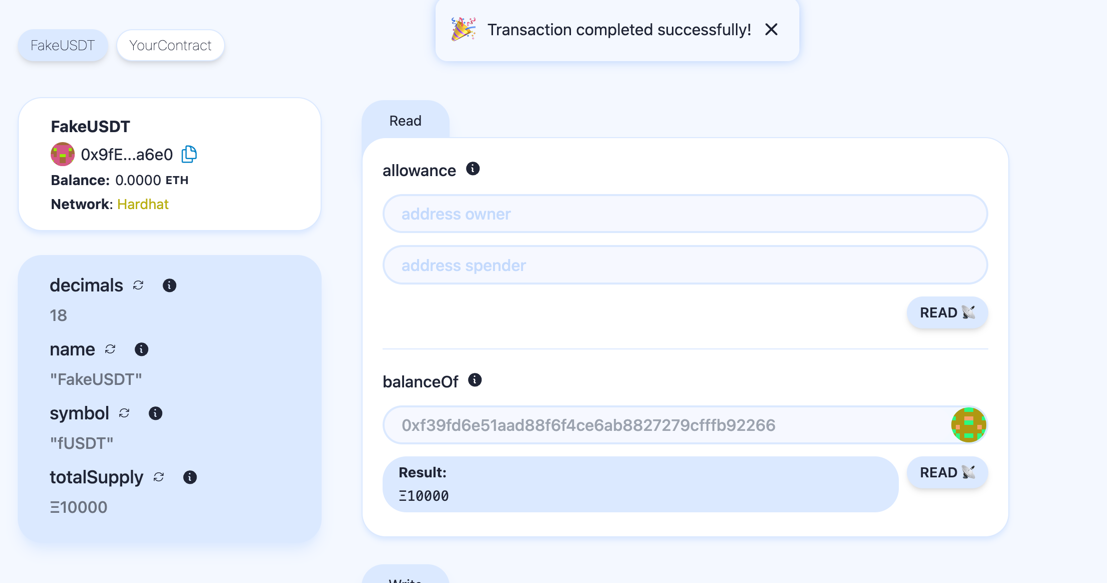 Transaction completed successfully!
FakeUSDT
YourContract
FakeUSDT
0x9fE...a6e0
Balance: 0.0000 ETH
Network: Hardhat
decimals
18
name
"FakeUSDT"
symbol
"fUSDT"
totalSupply
Ξ10000
Read
allowance
address owner
address spender
READ
balanceOf
0xf39fd6e51aad88f6f4ce6ab8827279cfffb92266
Result:
Ξ10000
READ
Write